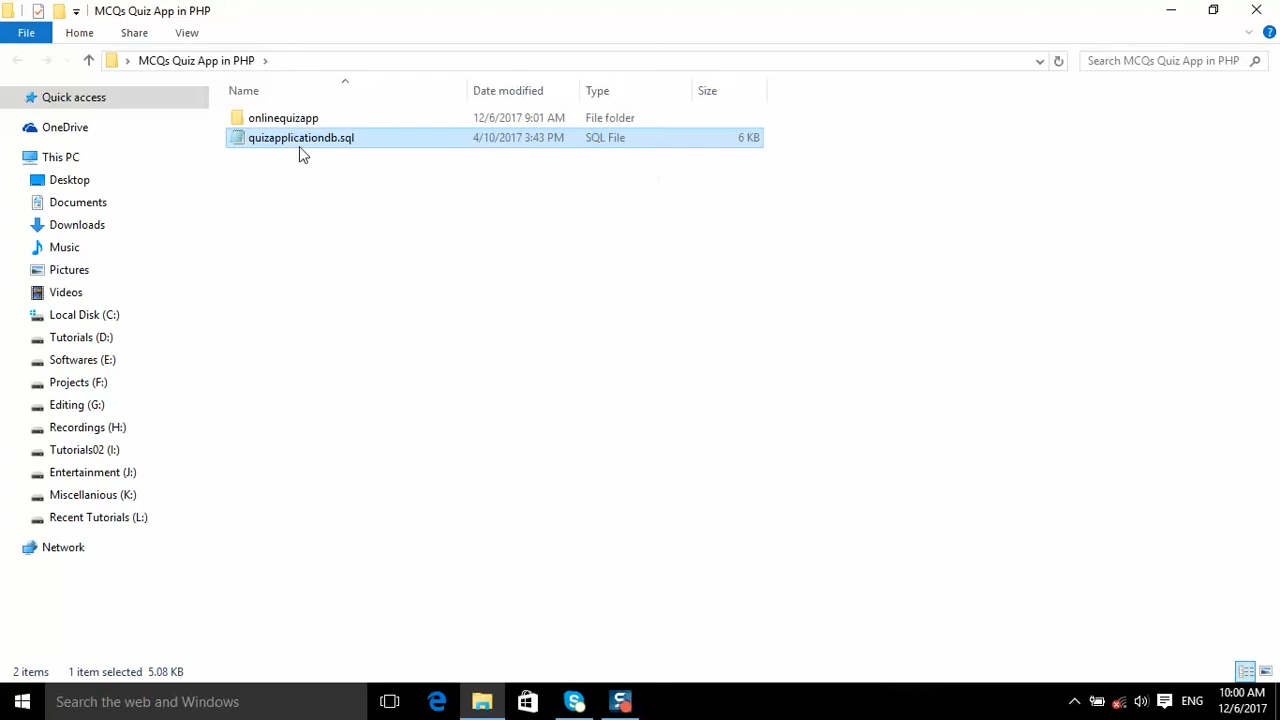 MCQs Quiz App in PHP
File Home Share View
MCQs Quiz App in PHP
Search MCQs Quiz App in PHP
Name Date modified Type Size
Quick access
onlinequizapp 12/6/2017 9:01 AM File folder
quizapplicationdb.sql 4/10/2017 3:43 PM SQL File 6 KB
OneDrive
This PC
Desktop
Documents
Downloads
Music
Pictures
Videos
Local Disk (C:)
Tutorials (D:)
Softwares (E:)
Projects (F:)
Editing (G:)
Recordings (H:)
Tutorials02 (I:)
Entertainment (J:)
Miscellanious (K:)
Recent Tutorials (L:)
Network
2 items 1 item selected 5.08 KB
Search the web and Windows
ENG
10:00 AM
12/6/2017